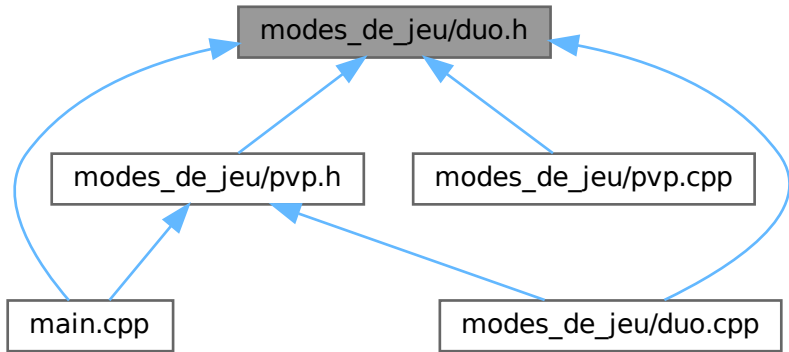 modes_de_jeu/duo.h
modes_de_jeu/pvp.h
modes_de_jeu/pvp.cpp
main.cpp
modes_de_jeu/duo.cpp